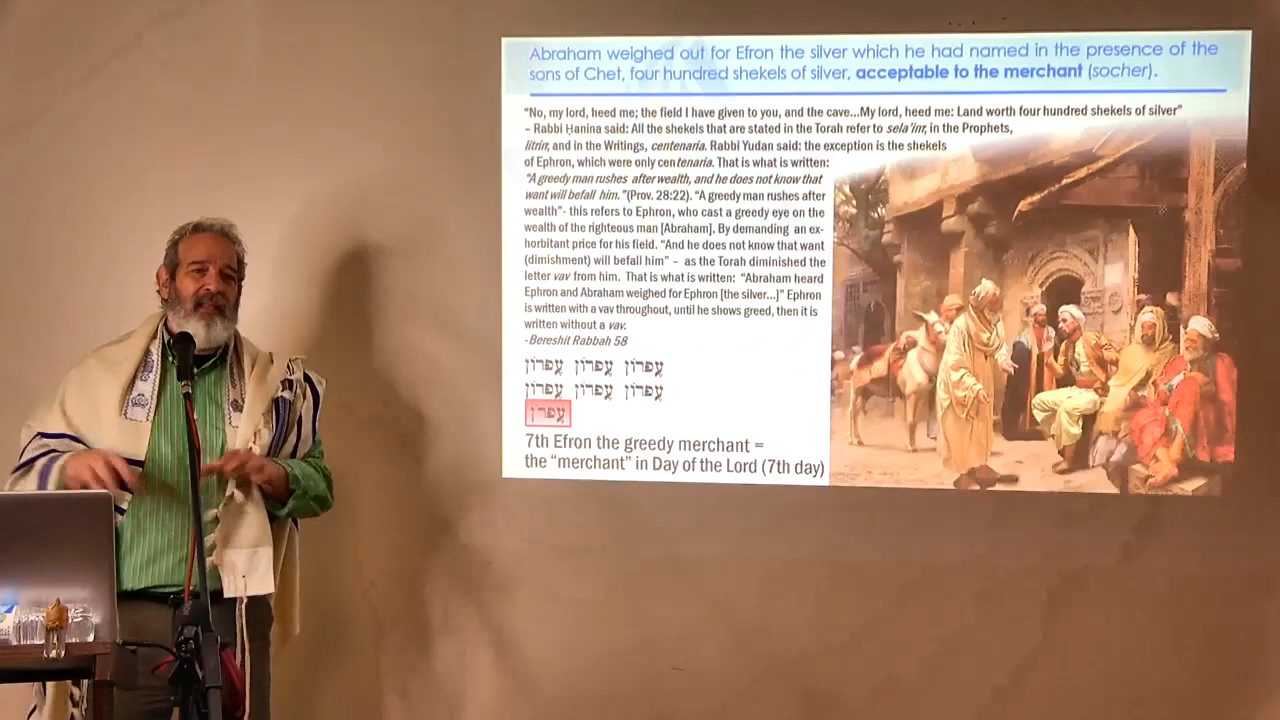 Abraham weighed out for Efron the silver which he had named in the presence of the
sons of Chet, four hundred shekels of silver, acceptable to the merchant (socher).
“No, my lord, heed me; the field I have given to you, and the cave...My lord, heed me: Land worth four hundred shekels of silver”
– Rabbi Ḥanina said: All the shekels that are stated in the Torah refer to sela’im, in the Prophets,
litrin, and in the Writings, centenaria. Rabbi Yudan said: the exception is the shekels
of Ephron, which were only centenaria. That is what is written:
“A greedy man rushes after wealth, and he does not know that
want will befall him.”(Prov. 28:22). “A greedy man rushes after
wealth”- this refers to Ephron, who cast a greedy eye on the
wealth of the righteous man [Abraham]. By demanding an ex-
horbitant price for his field. “And he does not know that want
(dimishment) will befall him” – as the Torah diminished the
letter vav from him. That is what is written: “Abraham heard
Ephron and Abraham weighed for Ephron [the silver...]” Ephron
is written with a vav throughout, until he shows greed, then it is
written without a vav.
-Bereshit Rabbah 58
עֶפְרוֹן עֶפְרוֹן עֶפְרוֹן
עֶפְרוֹן עֶפְרוֹן עֶפְרוֹן
עֶפְרֹן
7th Efron the greedy merchant =
the “merchant” in Day of the Lord (7th day)